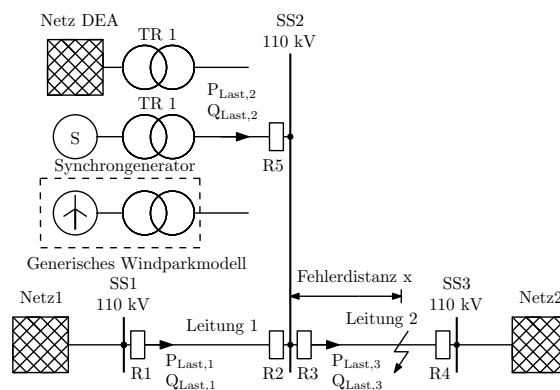 Netz DEA
TR 1
SS2
110 kV
P_Last,2
Q_Last,2
TR 1
S
R5
Synchrongenerator
Generisches Windparkmodell
Fehlerdistanz x
Netz1
SS1
110 kV
Leitung 1
Leitung 2
SS3
110 kV
Netz2
R1
P_Last,1
Q_Last,1
R2
R3
P_Last,3
Q_Last,3
R4